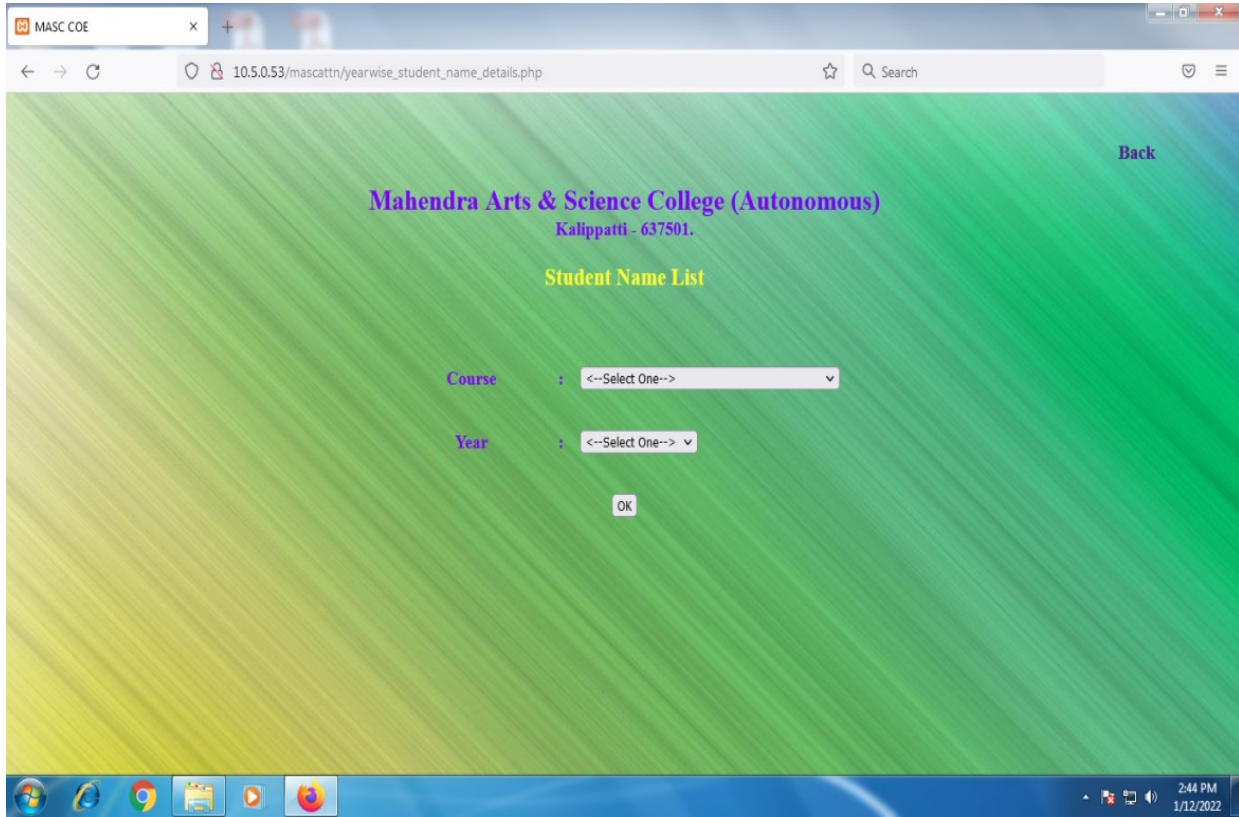 MASC COE
10.5.0.53/mascattn/yearwise_student_name_details.php
Search
Back
Mahendra Arts & Science College (Autonomous)
Kalippatti - 637501.
Student Name List
Course : <--Select One-->
Year : <--Select One-->
OK
2:44 PM
1/12/2022